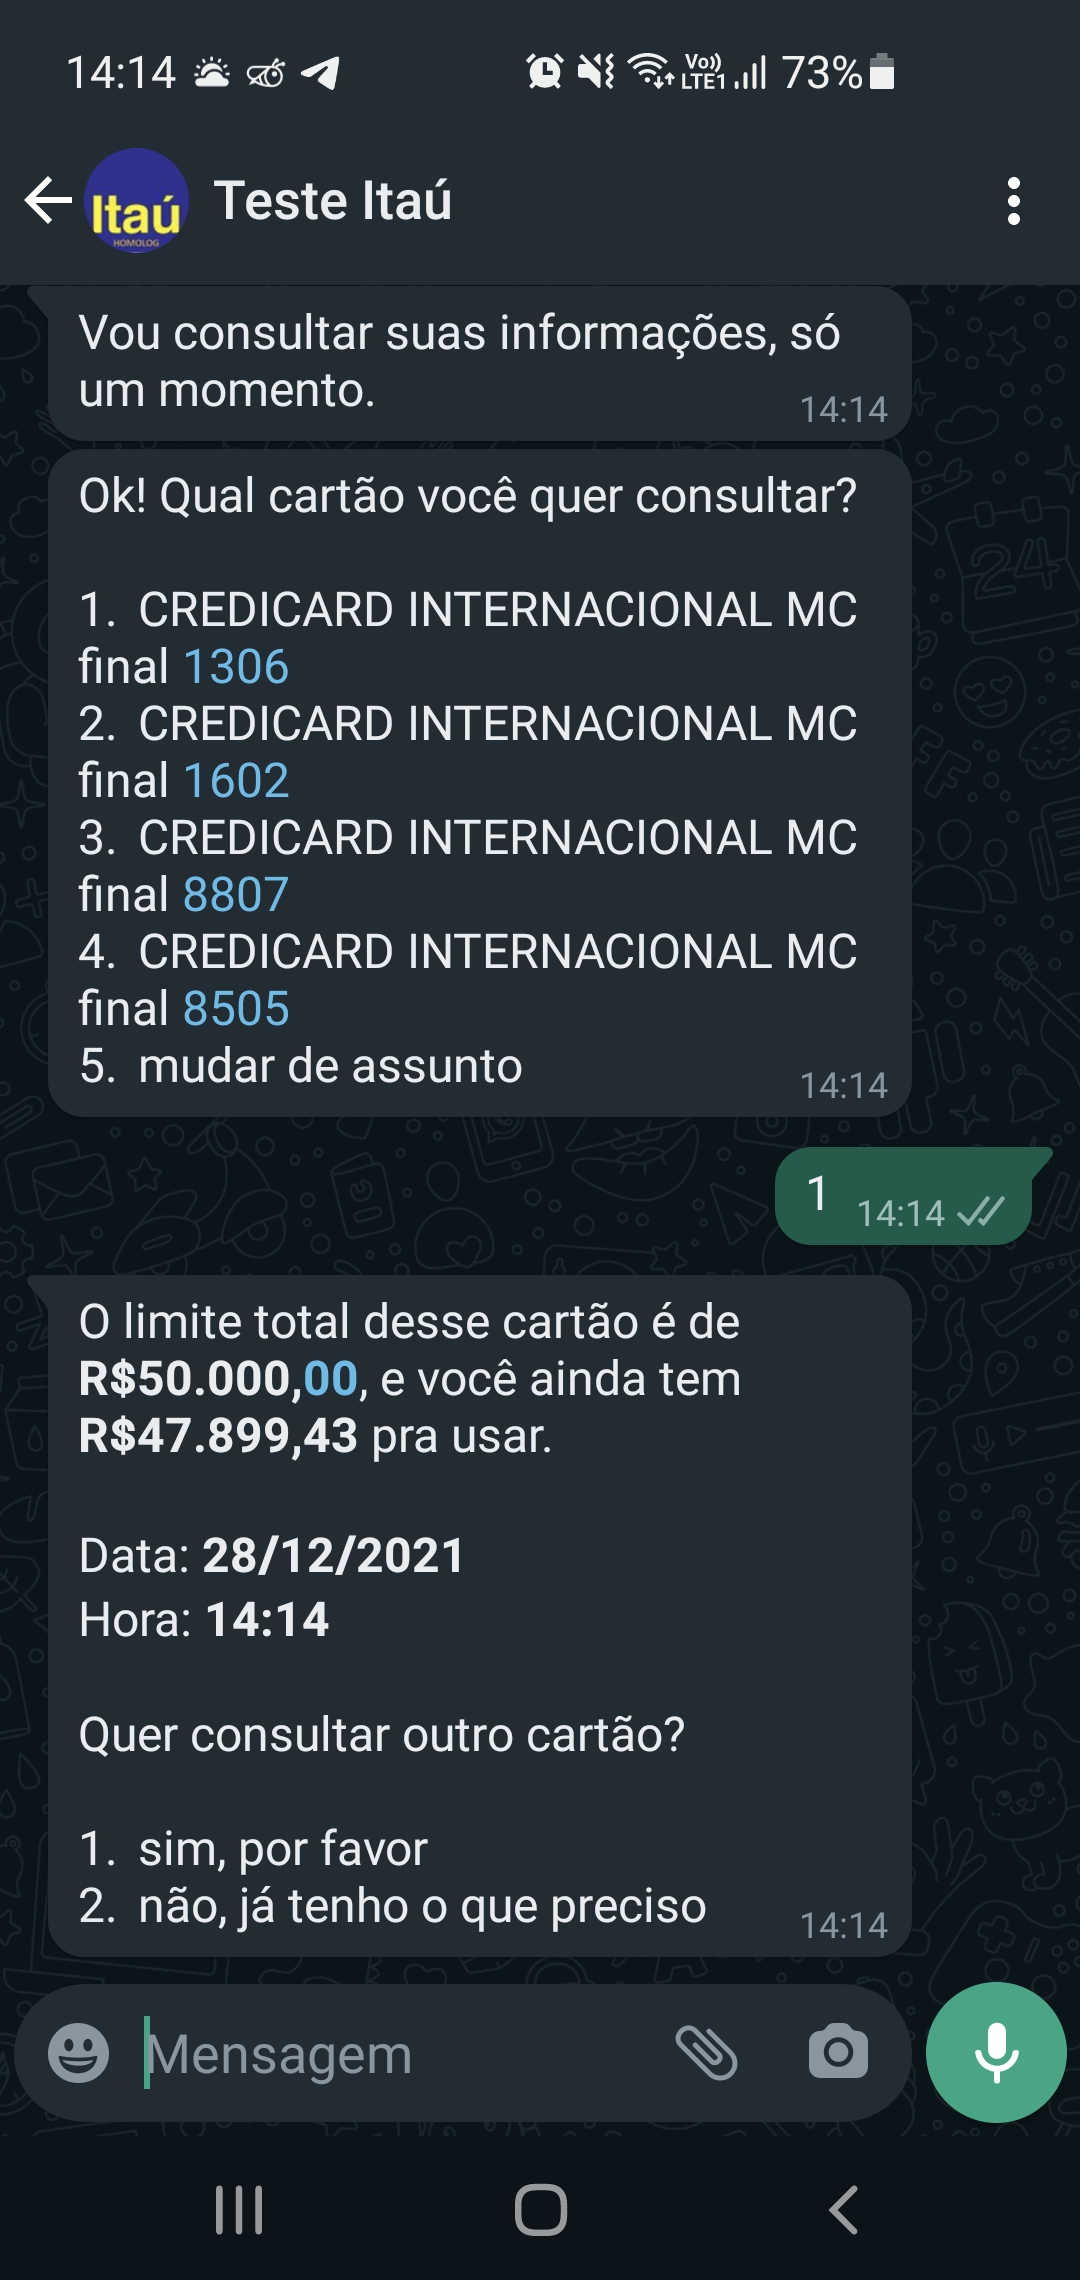 14:14
Vo)) LTE1
73%
Itaú
HOMOLOG
Teste Itaú
Vou consultar suas informações, só
um momento.
14:14
Ok! Qual cartão você quer consultar?
1. CREDICARD INTERNACIONAL MC
final 1306
2. CREDICARD INTERNACIONAL MC
final 1602
3. CREDICARD INTERNACIONAL MC
final 8807
4. CREDICARD INTERNACIONAL MC
final 8505
5. mudar de assunto
14:14
1
14:14
O limite total desse cartão é de
R$50.000,00, e você ainda tem
R$47.899,43 pra usar.
Data: 28/12/2021
Hora: 14:14
Quer consultar outro cartão?
1. sim, por favor
2. não, já tenho o que preciso
14:14
Mensagem